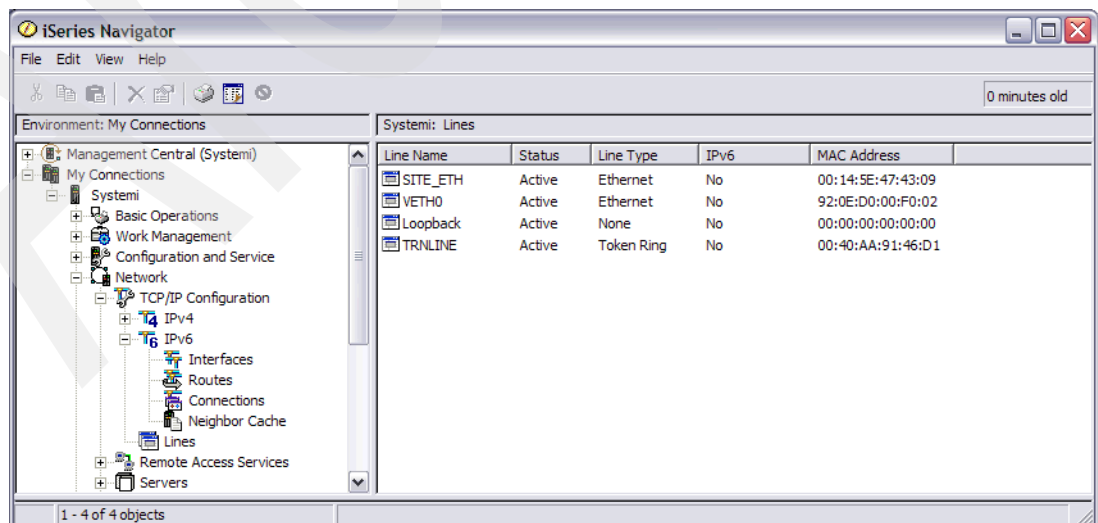 iSeries Navigator
File Edit View Help
0 minutes old
Environment: My Connections
Systemi: Lines
Management Central (Systemi)
My Connections
Systemi
Basic Operations
Work Management
Configuration and Service
Network
TCP/IP Configuration
IPv4
IPv6
Interfaces
Routes
Connections
Neighbor Cache
Lines
Remote Access Services
Servers
Line Name Status Line Type IPv6 MAC Address
SITE_ETH Active Ethernet No 00:14:5E:47:43:09
VETH0 Active Ethernet No 92:0E:D0:00:F0:02
Loopback Active None No 00:00:00:00:00:00
TRNLINE Active Token Ring No 00:40:AA:91:46:D1
1 - 4 of 4 objects